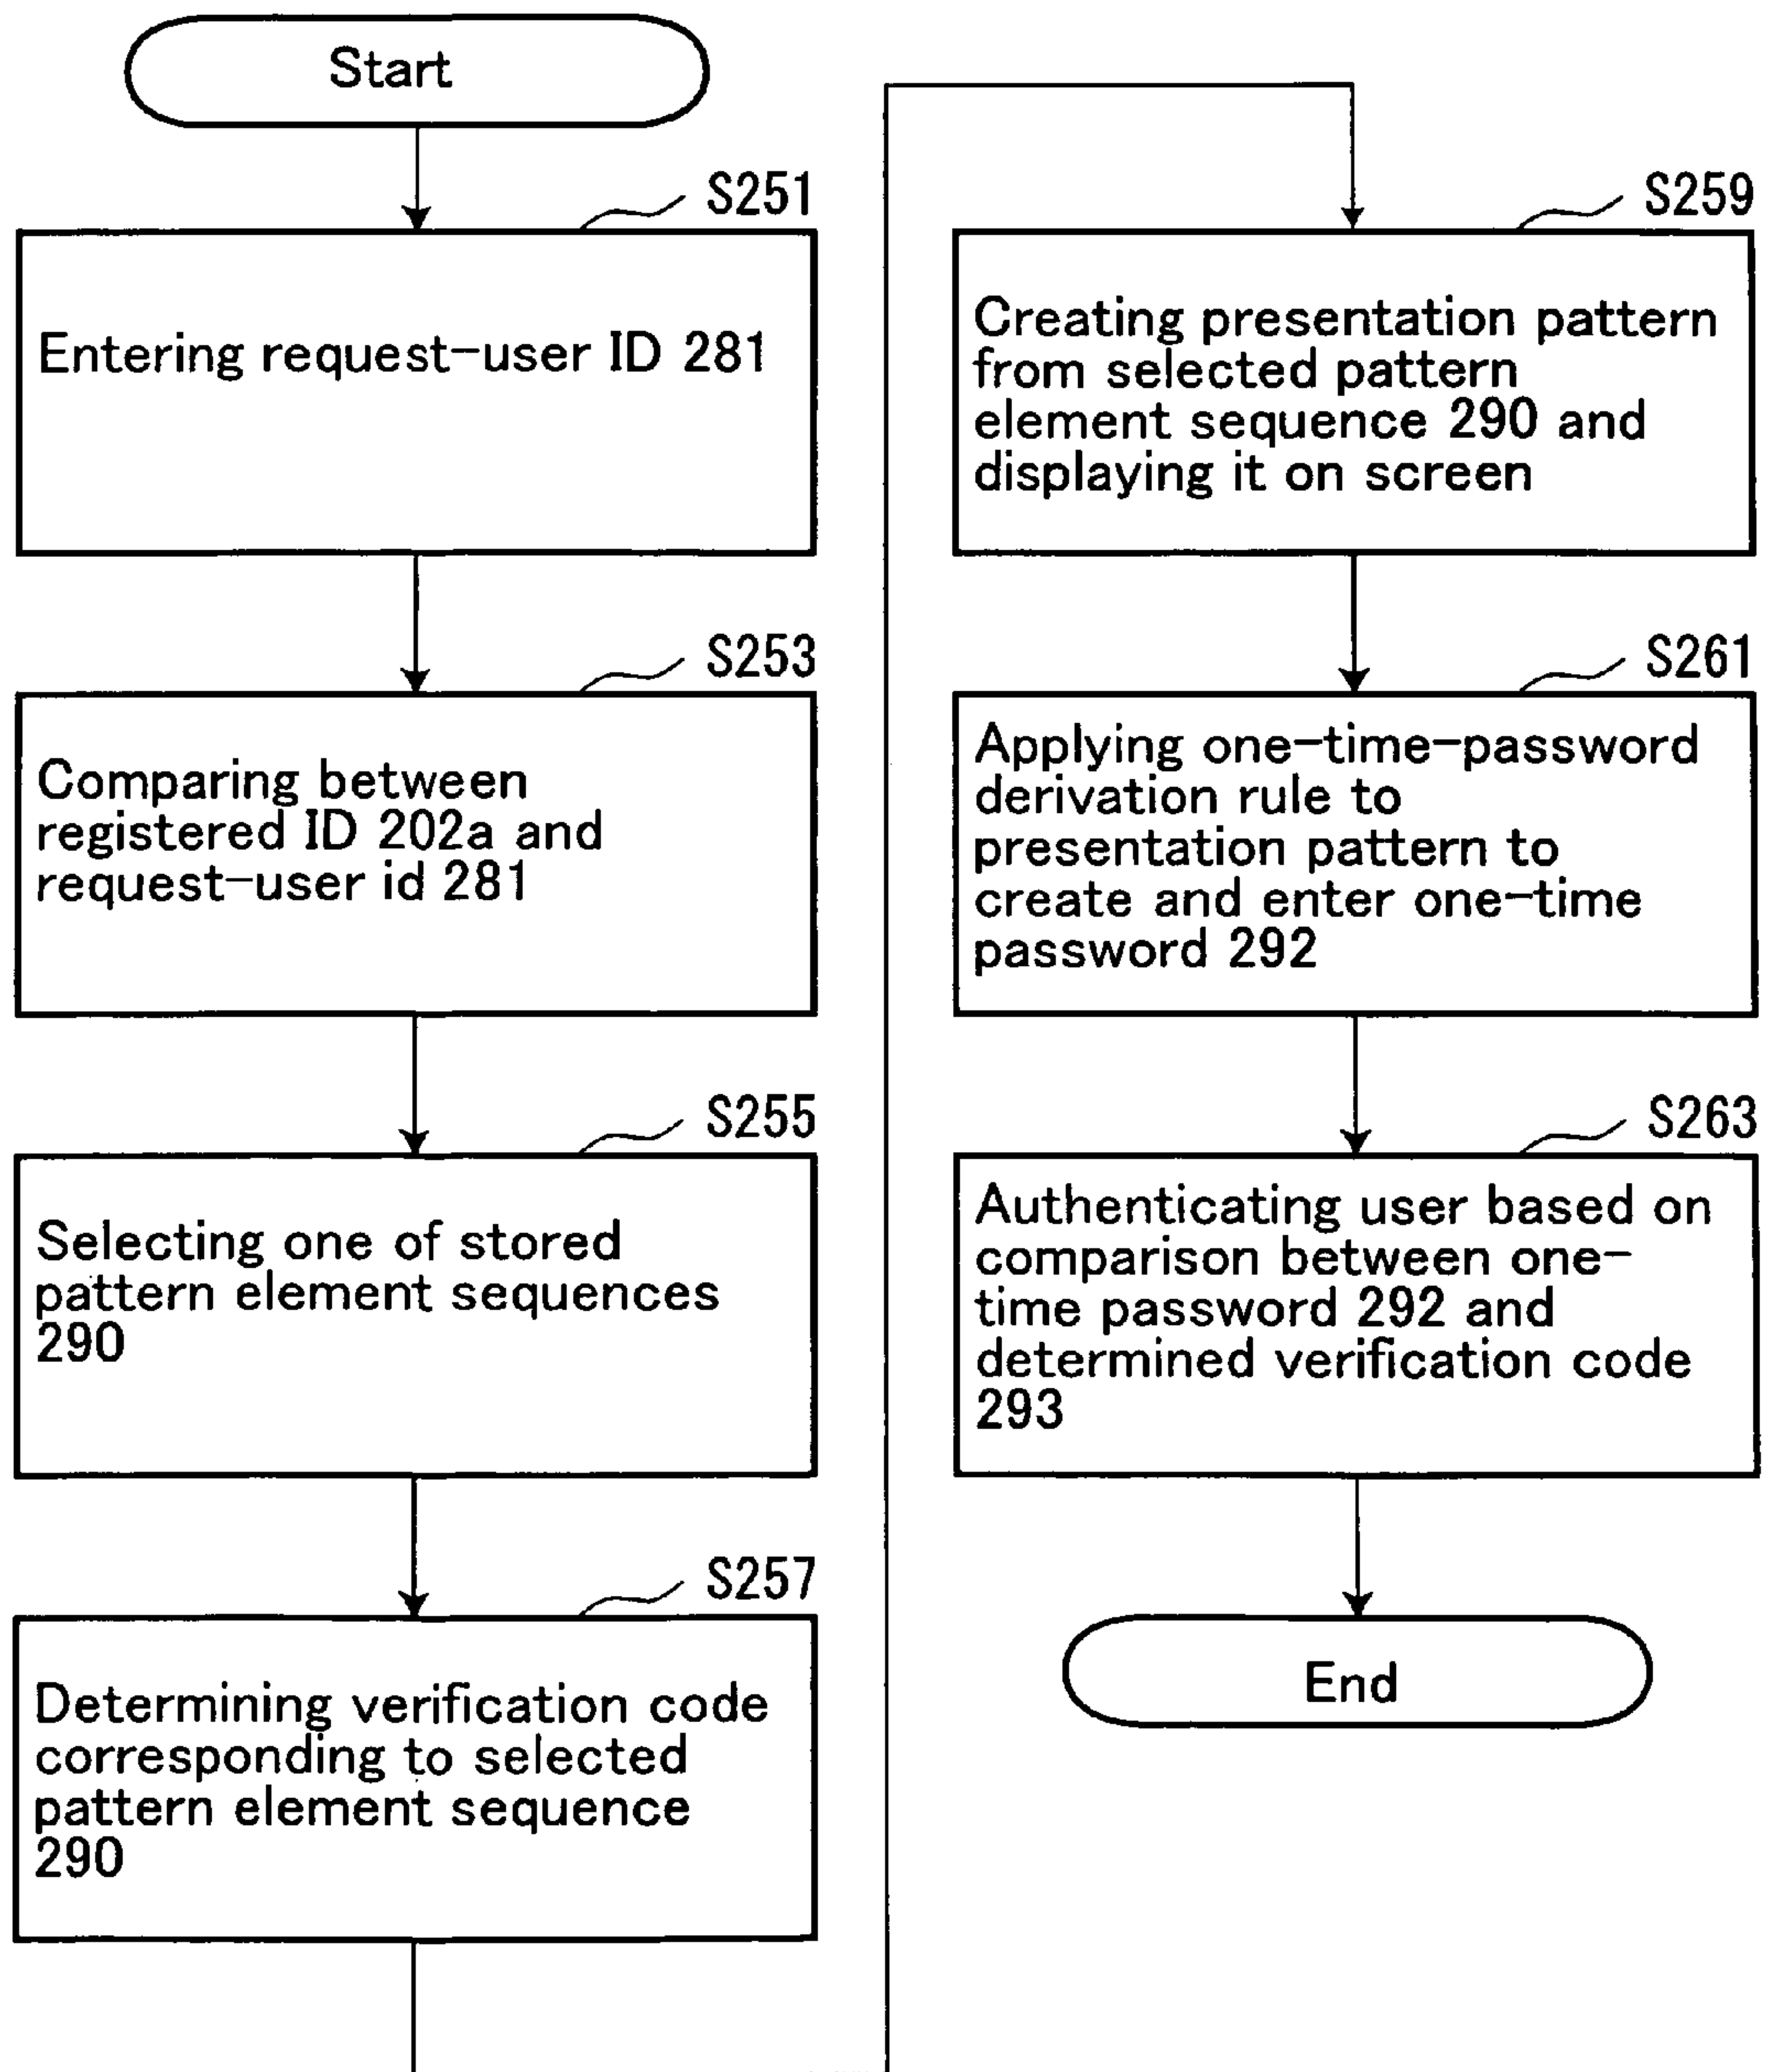 Start
S251
Entering request-user ID 281
S253
Comparing between
registered ID 202a and
request-user id 281
S255
Selecting one of stored
pattern element sequences
290
S257
Determining verification code
corresponding to selected
pattern element sequence
290
S259
Creating presentation pattern
from selected pattern
element sequence 290 and
displaying it on screen
S261
Applying one-time-password
derivation rule to
presentation pattern to
create and enter one-time
password 292
S263
Authenticating user based on
comparison between one-
time password 292 and
determined verification code
293
End